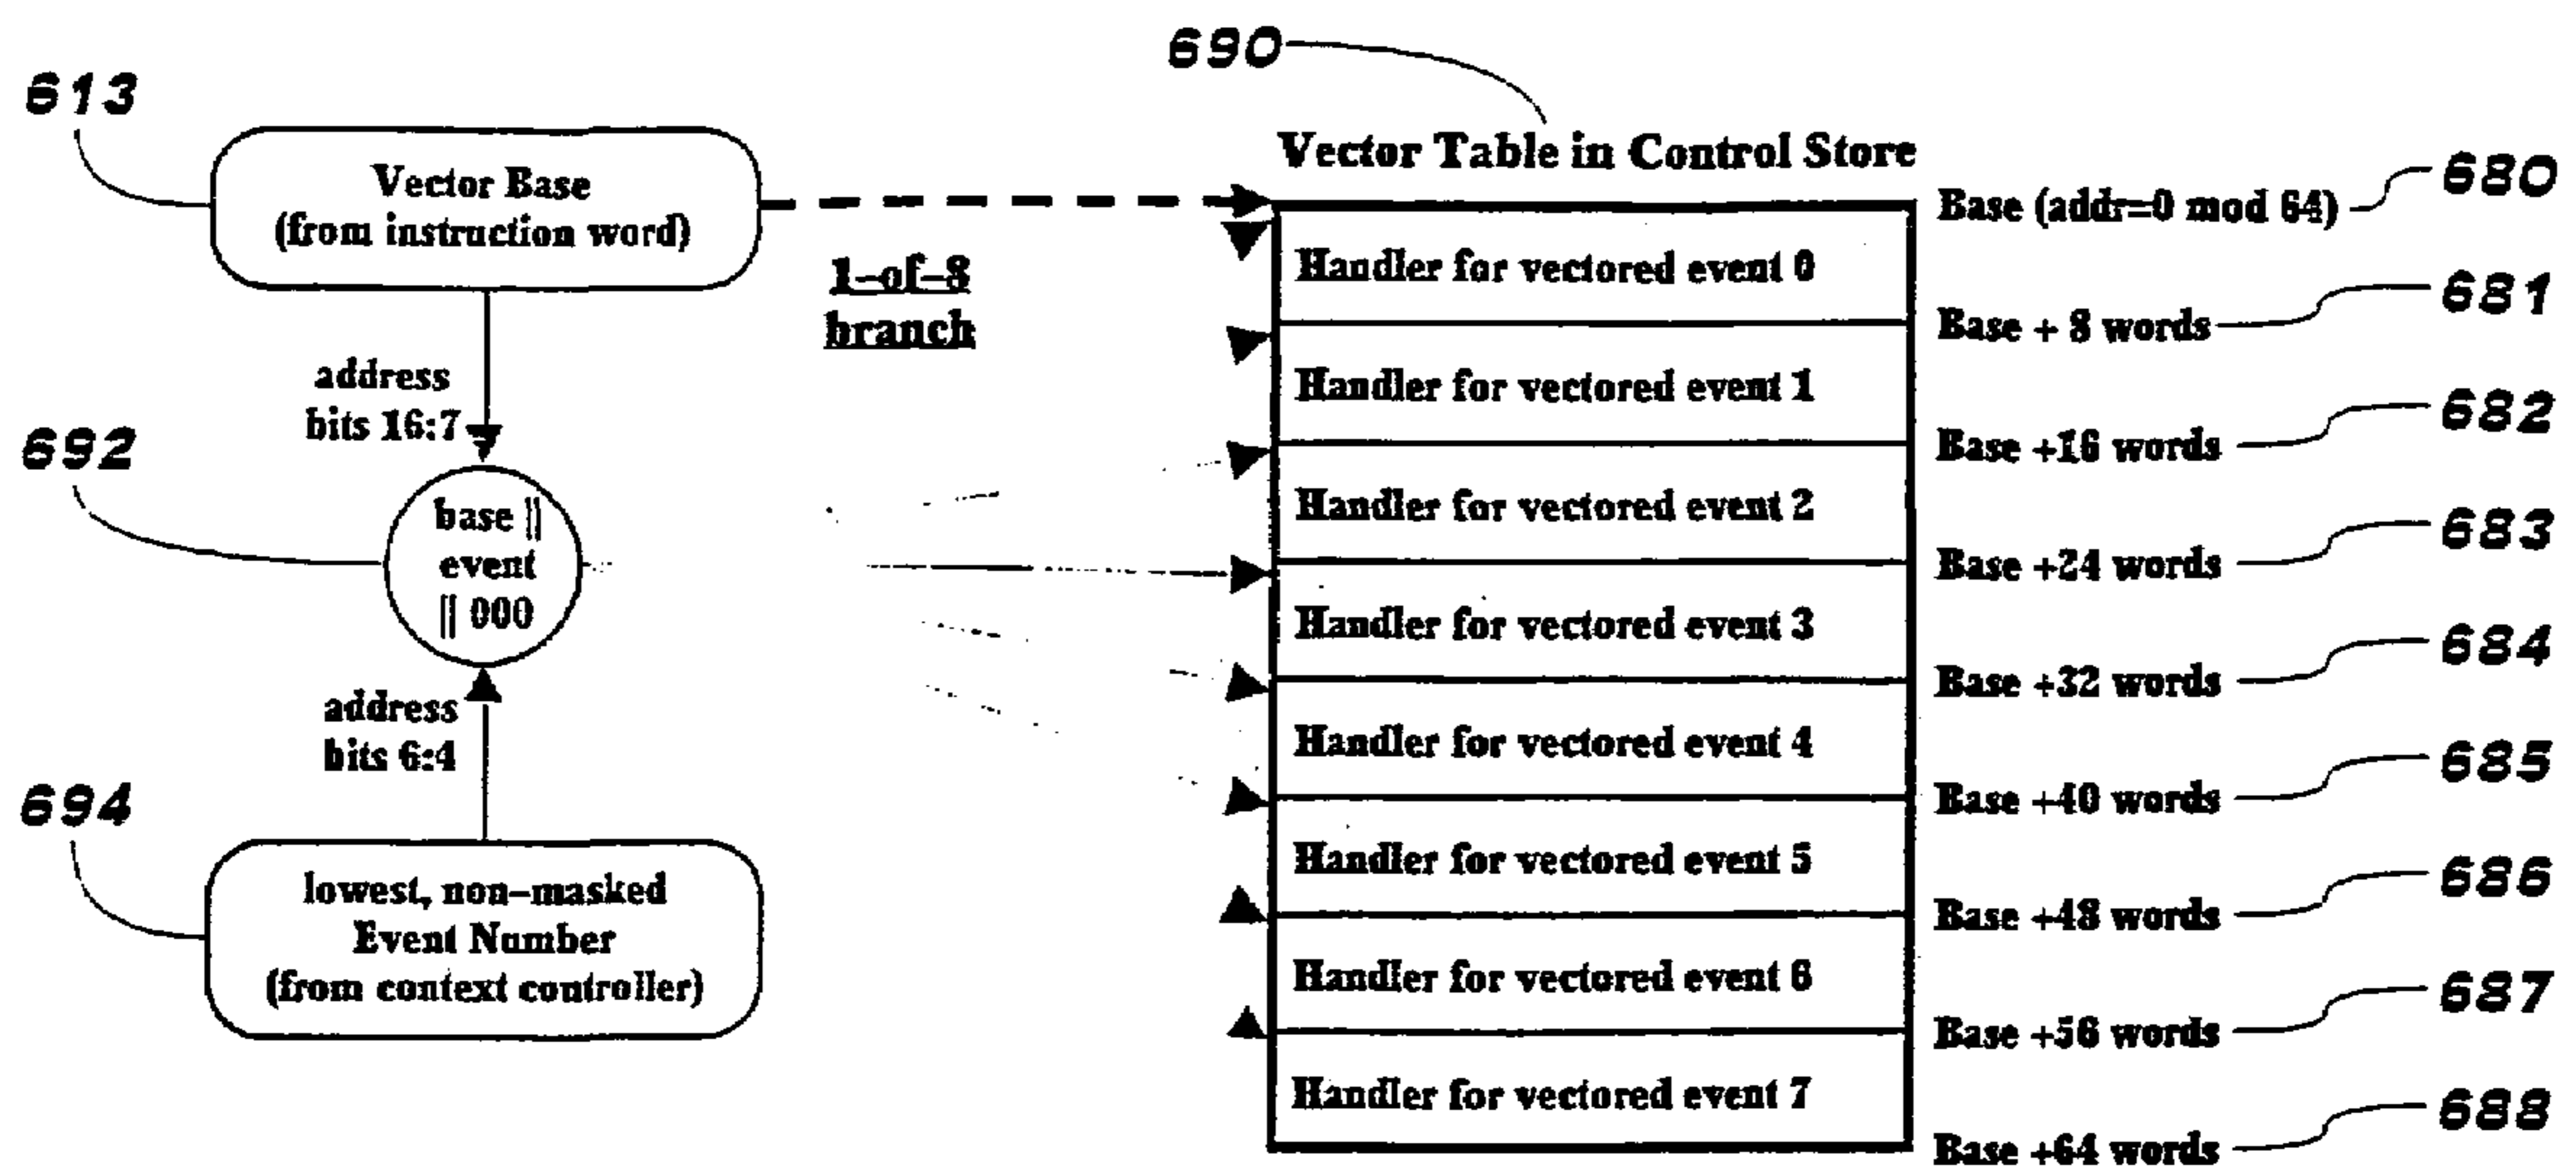 690
613
Vector Table in Control Store
Vector Base
(from instruction word)
Base (addr=0 mod 64)
680
1-of-8
branch
Handler for vectored event 0
Base + 8 words
681
address
bits 16:7
Handler for vectored event 1
Base +16 words
682
692
base ||
event
|| 000
Handler for vectored event 2
Base +24 words
683
Handler for vectored event 3
Base +32 words
684
address
bits 6:4
Handler for vectored event 4
Base +40 words
685
694
lowest, non-masked
Event Number
(from context controller)
Handler for vectored event 5
Base +48 words
686
Handler for vectored event 6
Base +56 words
687
Handler for vectored event 7
Base +64 words
688